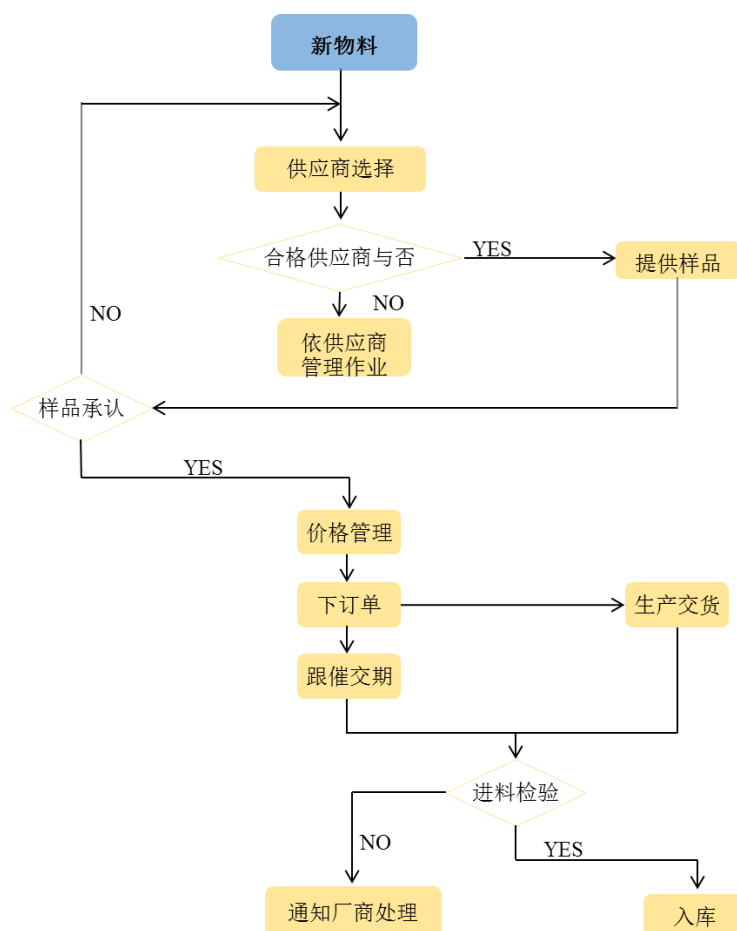 新物料
供应商选择
合格供应商与否
YES
提供样品
NO
NO
依供应商
管理作业
样品承认
YES
价格管理
下订单
生产交货
跟催交期
进料检验
NO
YES
通知厂商处理
入库